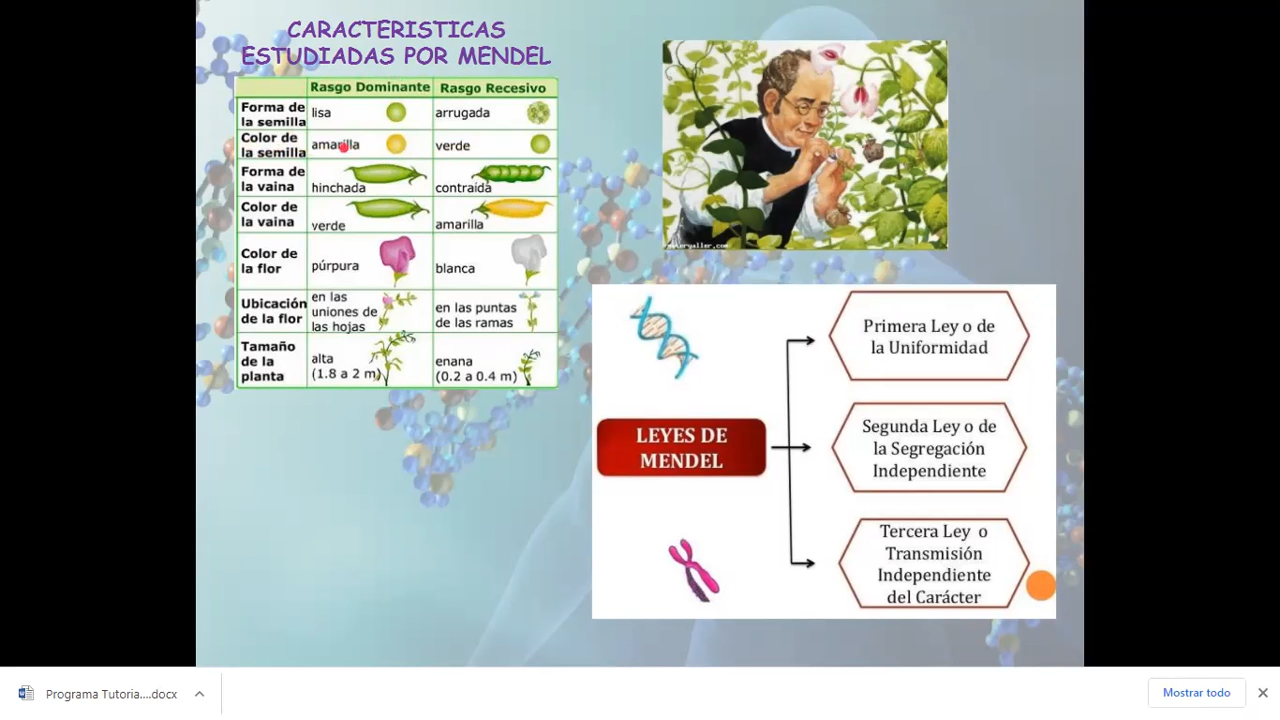 CARACTERISTICAS
ESTUDIADAS POR MENDEL
Rasgo Dominante Rasgo Recesivo
Forma de
la semilla
lisa
arrugada
Color de
la semilla
amarilla
verde
Forma de
la vaina
hinchada
contraída
Color de
la vaina
verde
amarilla
Color de
la flor
púrpura
blanca
Ubicación
de la flor
en las
uniones de
las hojas
en las puntas
de las ramas
Tamaño
de la
planta
alta
(1.8 a 2 m)
enana
(0.2 a 0.4 m)
LEYES DE
MENDEL
Primera Ley o de
la Uniformidad
Segunda Ley o de
la Segregación
Independiente
Tercera Ley o
Transmisión
Independiente
del Carácter
Programa Tutoria....docx
Mostrar todo